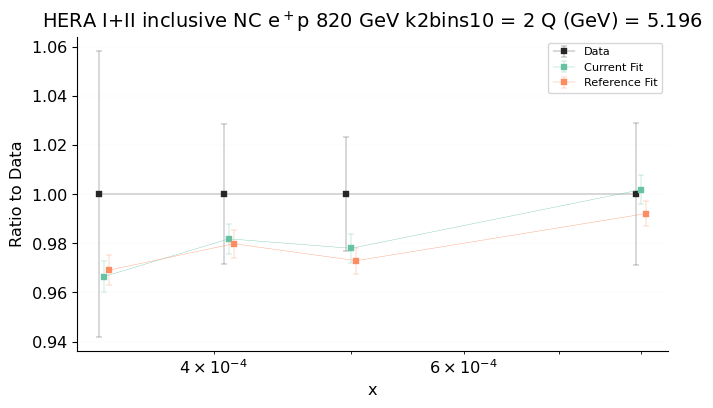 HERA I+II inclusive NC e⁺p 820 GeV k2bins10 = 2 Q (GeV) = 5.196
Data
Current Fit
Reference Fit
Ratio to Data
1.06
1.04
1.02
1.00
0.98
0.96
0.94
4 × 10⁻⁴
6 × 10⁻⁴
x